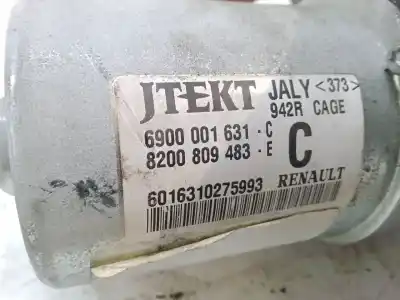 JTEKT JALY <373>
942R CAGE
6900 001 631 - C
8200 809 483 - E C
6016310275993 RENAULT